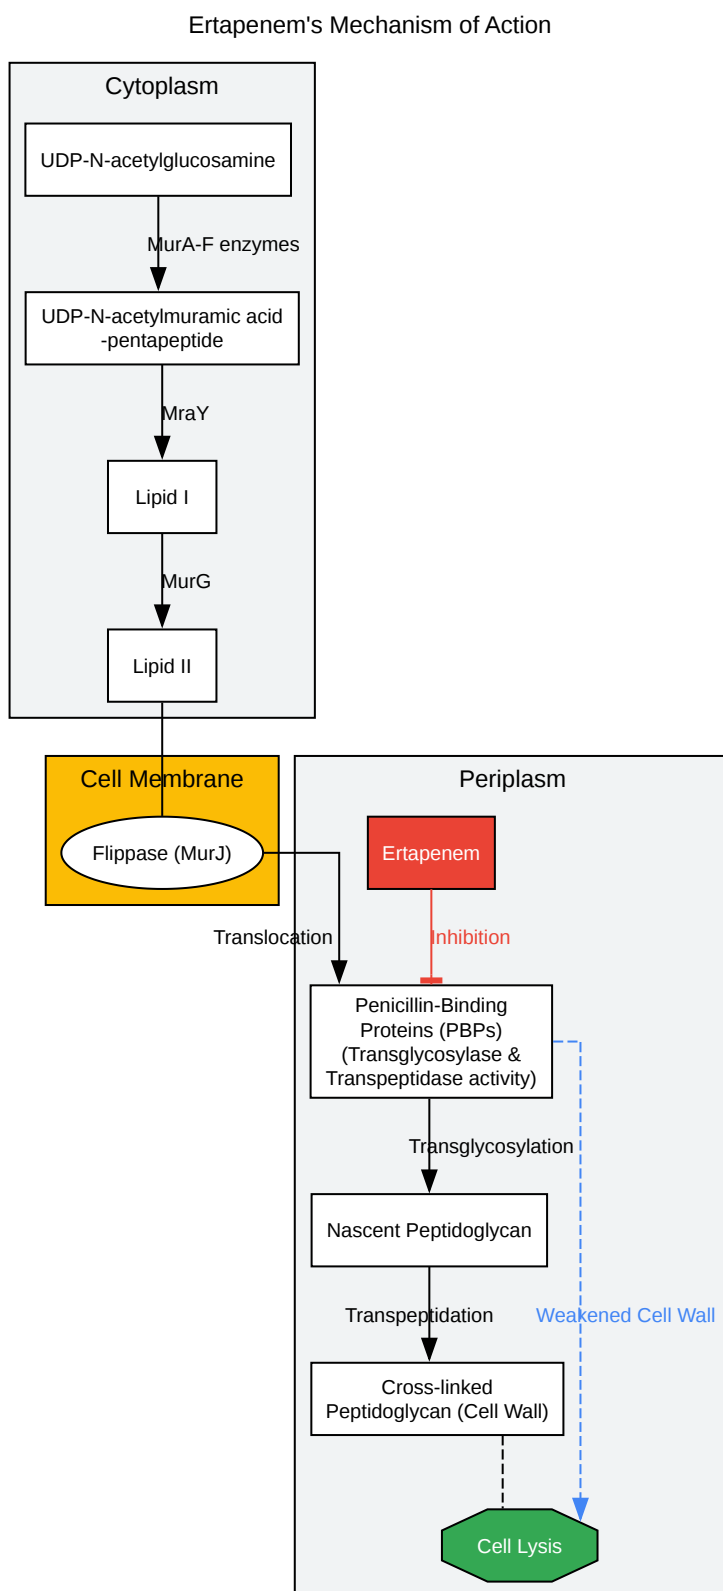 Ertapenem's Mechanism of Action
Cytoplasm
UDP-N-acetylglucosamine
MurA-F enzymes
UDP-N-acetylmuramic acid
-pentapeptide
MraY
Lipid I
MurG
Lipid II
Cell Membrane
Flippase (MurJ)
Periplasm
Ertapenem
Translocation
Inhibition
Penicillin-Binding
Proteins (PBPs)
(Transglycosylase &
Transpeptidase activity)
Transglycosylation
Nascent Peptidoglycan
Transpeptidation
Weakened Cell Wall
Cross-linked
Peptidoglycan (Cell Wall)
Cell Lysis